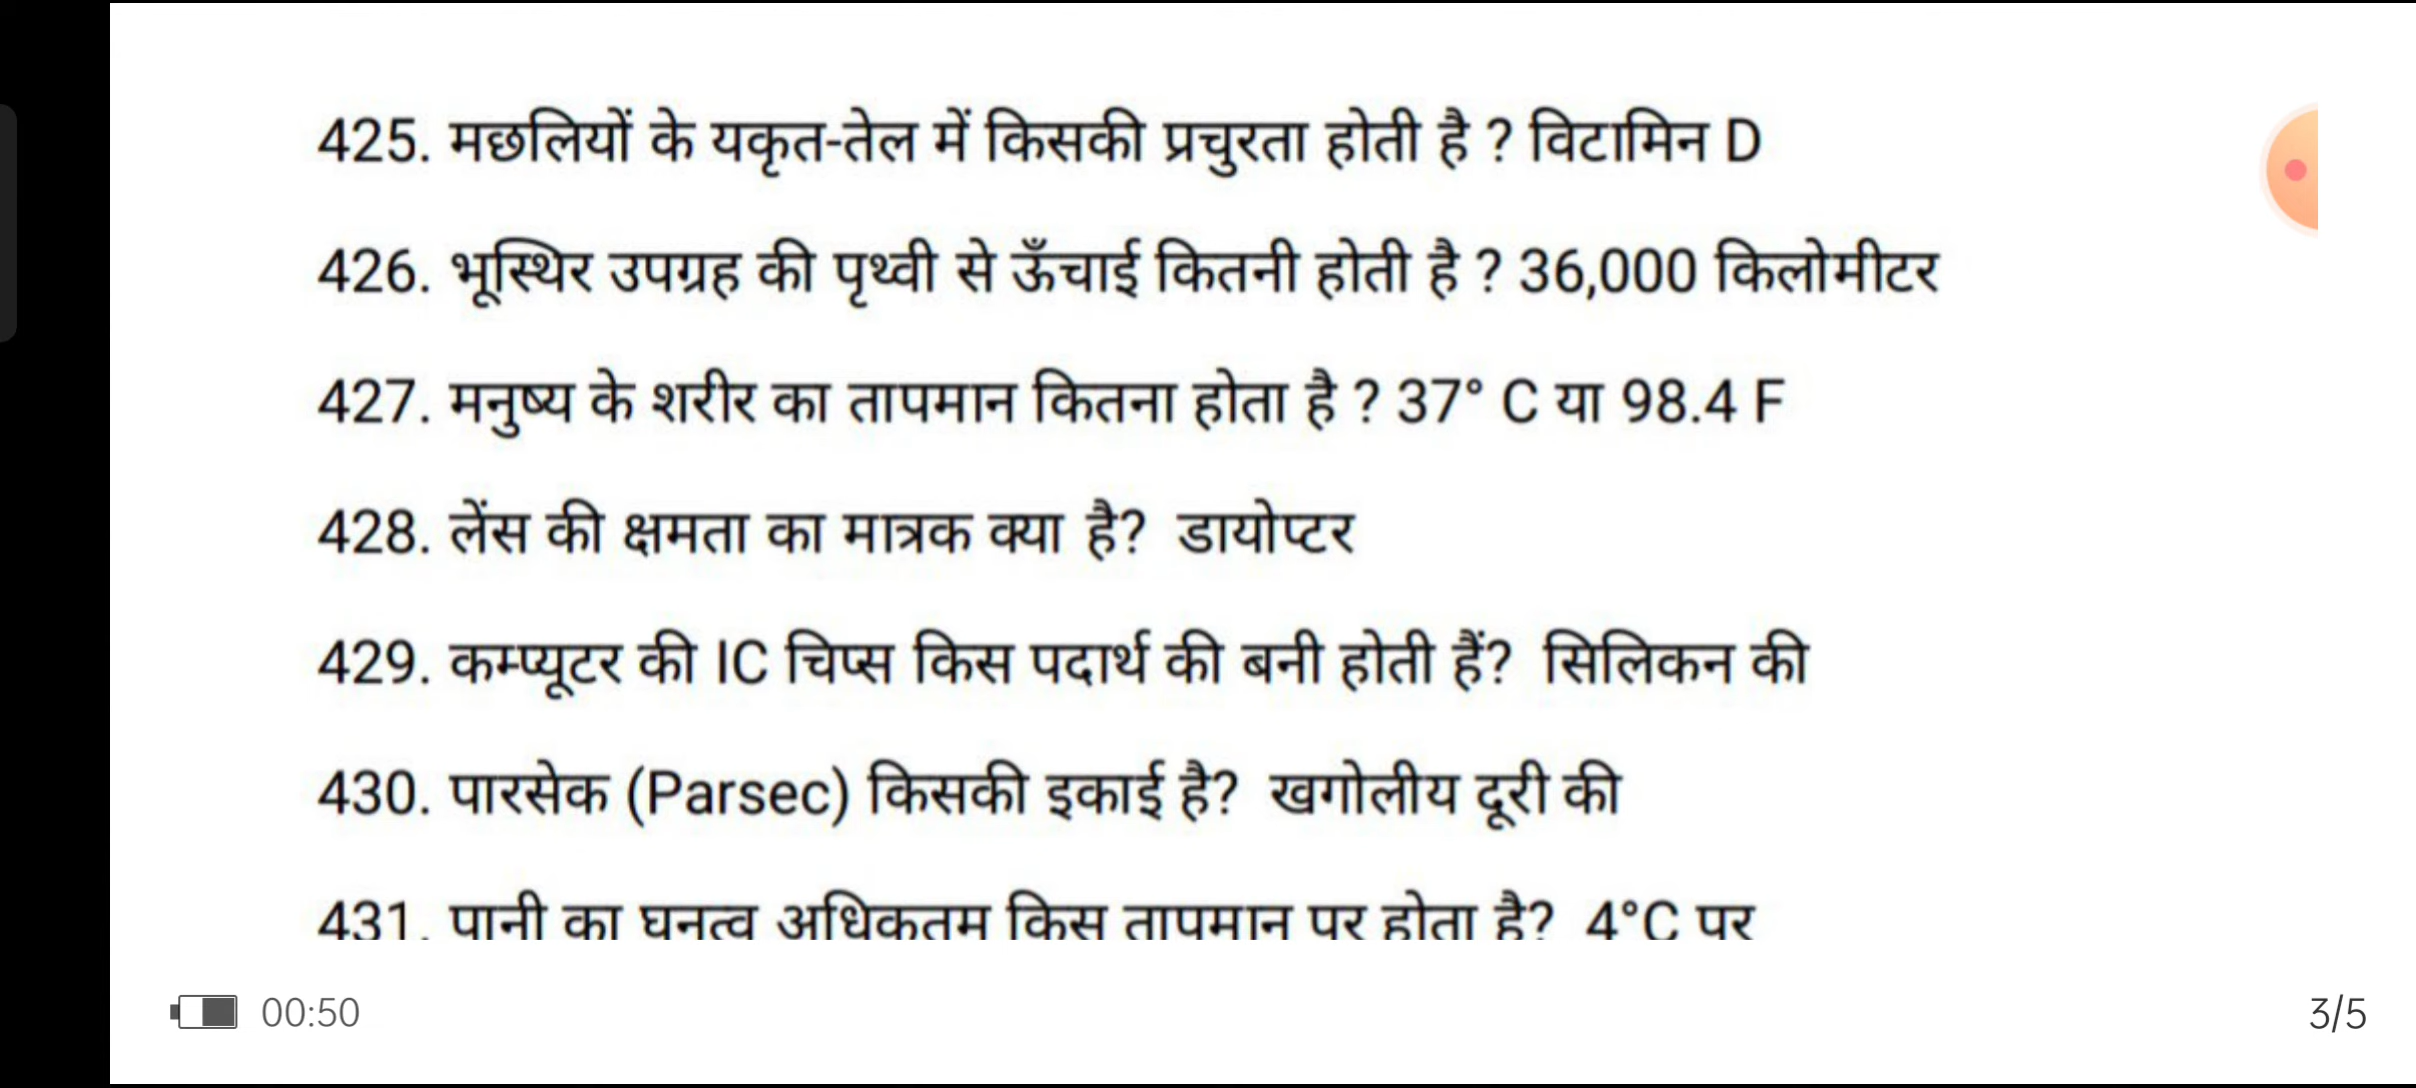 425. मछलियों के यकृत-तेल में किसकी प्रचुरता होती है ? विटामिन D
426. भूस्थिर उपग्रह की पृथ्वी से ऊँचाई कितनी होती है ? 36,000 किलोमीटर
427. मनुष्य के शरीर का तापमान कितना होता है ? 37° C या 98.4 F
428. लेंस की क्षमता का मात्रक क्या है? डायोप्टर
429. कम्प्यूटर की IC चिप्स किस पदार्थ की बनी होती हैं? सिलिकन की
430. पारसेक (Parsec) किसकी इकाई है? खगोलीय दूरी की
431. पानी का घनत्व अधिकतम किस तापमान पर होता है? 4°C पर
00:50
3/5